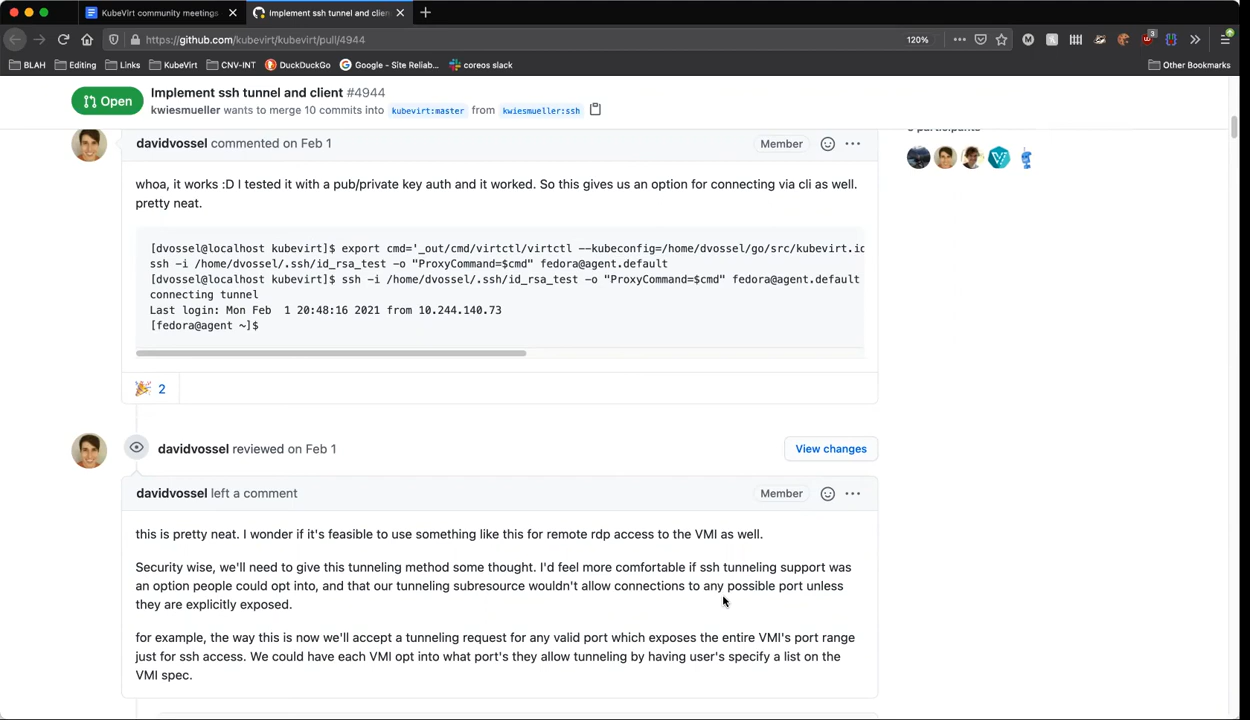 KubeVirt community meetings
Implement ssh tunnel and clien
https://github.com/kubevirt/kubevirt/pull/4944
120%
3
BLAH
Editing
Links
KubeVirt
CNV-INT
DuckDuckGo
Google - Site Reliab...
coreos slack
Other Bookmarks
Open
Implement ssh tunnel and client #4944
kwiesmueller wants to merge 10 commits into kubevirt:master from kwiesmueller:ssh
participants
davidvossel commented on Feb 1
Member
whoa, it works :D I tested it with a pub/private key auth and it worked. So this gives us an option for connecting via cli as well.
pretty neat.
[dvossel@localhost kubevirt]$ export cmd='_out/cmd/virtctl/virtctl --kubeconfig=/home/dvossel/go/src/kubevirt.io
ssh -i /home/dvossel/.ssh/id_rsa_test -o "ProxyCommand=$cmd" fedora@agent.default
[dvossel@localhost kubevirt]$ ssh -i /home/dvossel/.ssh/id_rsa_test -o "ProxyCommand=$cmd" fedora@agent.default
connecting tunnel
Last login: Mon Feb  1 20:48:16 2021 from 10.244.140.73
[fedora@agent ~]$
2
davidvossel reviewed on Feb 1
View changes
davidvossel left a comment
Member
this is pretty neat. I wonder if it's feasible to use something like this for remote rdp access to the VMI as well.
Security wise, we'll need to give this tunneling method some thought. I'd feel more comfortable if ssh tunneling support was
an option people could opt into, and that our tunneling subresource wouldn't allow connections to any possible port unless
they are explicitly exposed.
for example, the way this is now we'll accept a tunneling request for any valid port which exposes the entire VMI's port range
just for ssh access. We could have each VMI opt into what port's they allow tunneling by having user's specify a list on the
VMI spec.